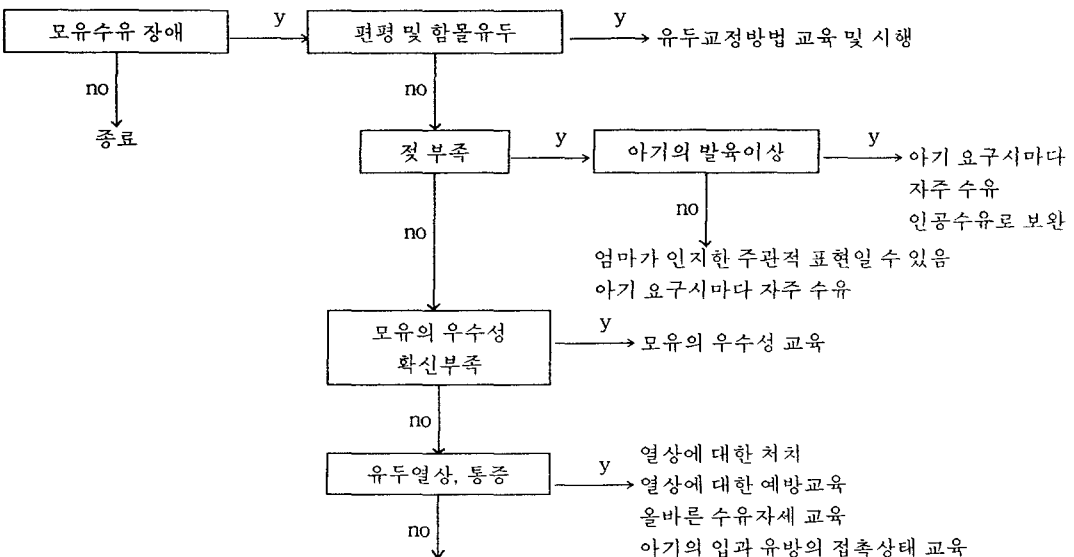 모유수유 장애
y
편평 및 함몰유두
y
유두교정방법 교육 및 시행
no
종료
no
젖 부족
y
아기의 발육이상
y
아기 요구시마다
자주 수유
인공수유로 보완
no
엄마가 인지한 주관적 표현일 수 있음
아기 요구시마다 자주 수유
no
모유의 우수성
확신부족
y
모유의 우수성 교육
no
유두열상, 통증
y
열상에 대한 처치
열상에 대한 예방교육
올바른 수유자세 교육
아기의 입과 유방의 접촉상태 교육
no